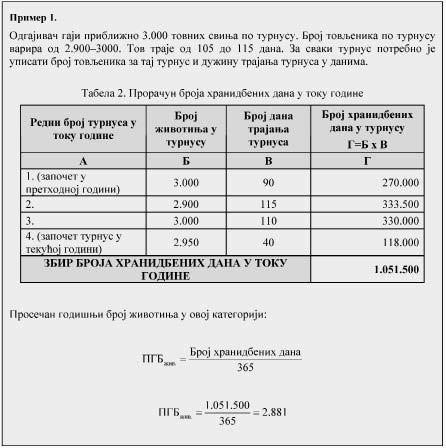 Пример 1.
Одгајивач гаји приближно 3.000 товних свиња по турнусу. Број товљеника по турнусу
варира од 2.900–3000. Тов траје од 105 до 115 дана. За сваки турнус потребно је
уписати број товљеника за тај турнус и дужину трајања турнуса у данима.
Табела 2. Прорачун броја хранидбених дана у току године
Редни број турнуса у
току године
Број
животиња у
турнусу
Број дана
трајања
турнуса
Број хранидбених
дана у турнусу
Г=Б х В
А Б В Г
1. (започет у
претходној години) 3.000 90 270.000
2. 2.900 115 333.500
3. 3.000 110 330.000
4. (започет турнус у
текућој години) 2.950 40 118.000
ЗБИР БРОЈА ХРАНИДБЕНИХ ДАНА У ТОКУ
ГОДИНЕ 1.051.500
Просечан годишњи број животиња у овој категорији:
ПГБжив. = Број хранидбених дана
365
ПГБжив. = 1.051.500 = 2.881
365